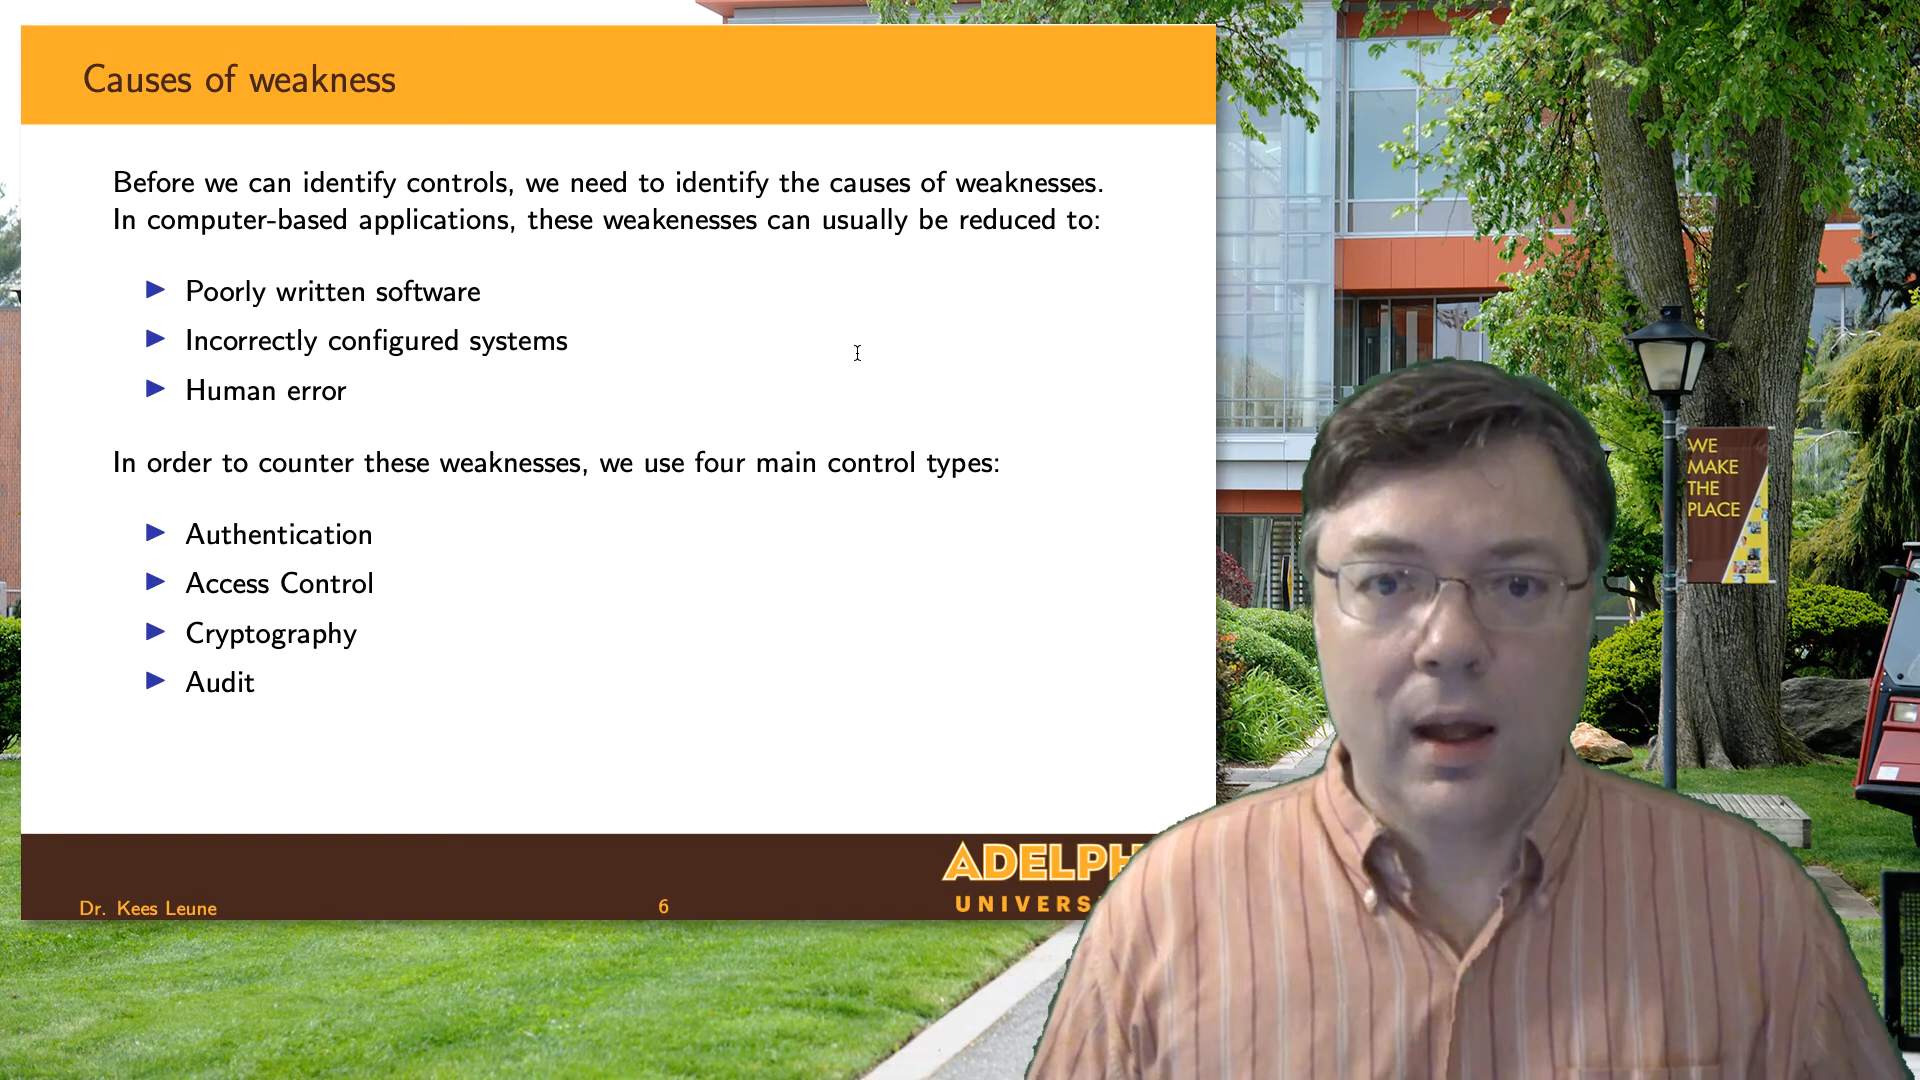 Causes of weakness
Before we can identify controls, we need to identify the causes of weaknesses.
In computer-based applications, these weakenesses can usually be reduced to:
Poorly written software
Incorrectly configured systems
Human error
In order to counter these weaknesses, we use four main control types:
Authentication
Access Control
Cryptography
Audit
Dr. Kees Leune
6
WE
MAKE
THE
PLACE